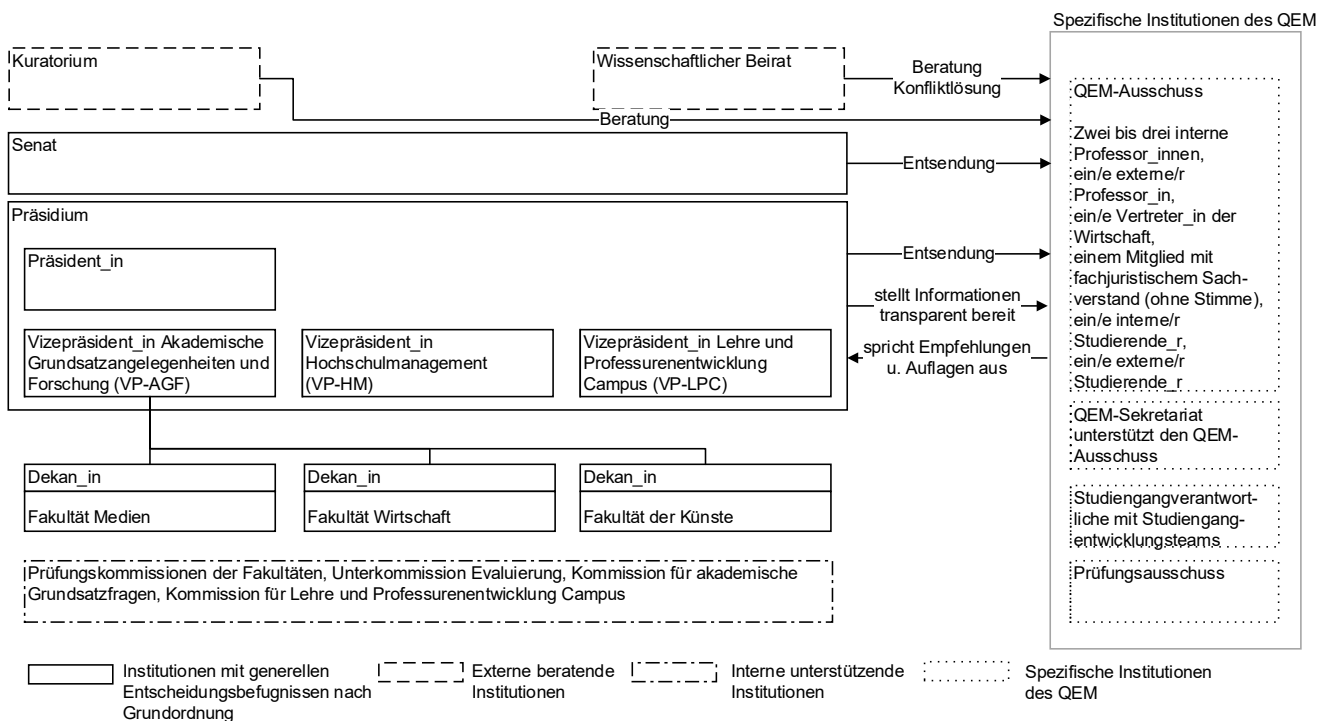 Spezifische Institutionen des QEM
Kuratorium
Wissenschaftlicher Beirat
Beratung
Konfliktlösung
Beratung
Senat
Entsendung
Präsidium
Präsident_in
Entsendung
stellt Informationen
transparent bereit
spricht Empfehlungen
u. Auflagen aus
Vizepräsident_in Akademische
Grundsatzangelegenheiten und
Forschung (VP-AGF)
Vizepräsident_in
Hochschulmanagement
(VP-HM)
Vizepräsident_in Lehre und
Professurenentwicklung
Campus (VP-LPC)
Dekan_in
Fakultät Medien
Dekan_in
Fakultät Wirtschaft
Dekan_in
Fakultät der Künste
Prüfungskommissionen der Fakultäten, Unterkommission Evaluierung, Kommission für akademische
Grundsatzfragen, Kommission für Lehre und Professurenentwicklung Campus
QEM-Ausschuss
Zwei bis drei interne
Professor_innen,
ein/e externe/r
Professor_in,
ein/e Vertreter_in der
Wirtschaft,
einem Mitglied mit
fachjuristischem Sach-
verstand (ohne Stimme),
ein/e interne/r
Studierende_r,
ein/e externe/r
Studierende_r
QEM-Sekretariat
unterstützt den QEM-
Ausschuss
Studiengangverantwort-
liche mit Studiengang-
entwicklungsteams
Prüfungsausschuss
Institutionen mit generellen
Entscheidungsbefugnissen nach
Grundordnung
Externe beratende
Institutionen
Interne unterstützende
Institutionen
Spezifische Institutionen
des QEM